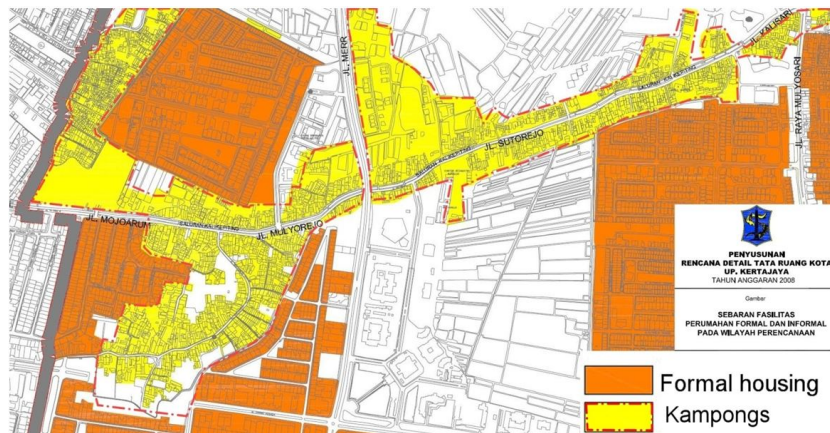 JL. MERR
JL. KALISARI
JL. RAYA MULYOSARI
JL. SUTOREJO
JL. MULYOREJO
JL. MOJOARUM
PENYUSUNAN
RENCANA DETAIL TATA RUANG KOTA
UP. KERTAJAYA
TAHUN ANGGARAN 2008
Gambar
SEBARAN FASILITAS
PERUMAHAN FORMAL DAN INFORMAL
PADA WILAYAH PERENCANAAN
Formal housing
Kampongs